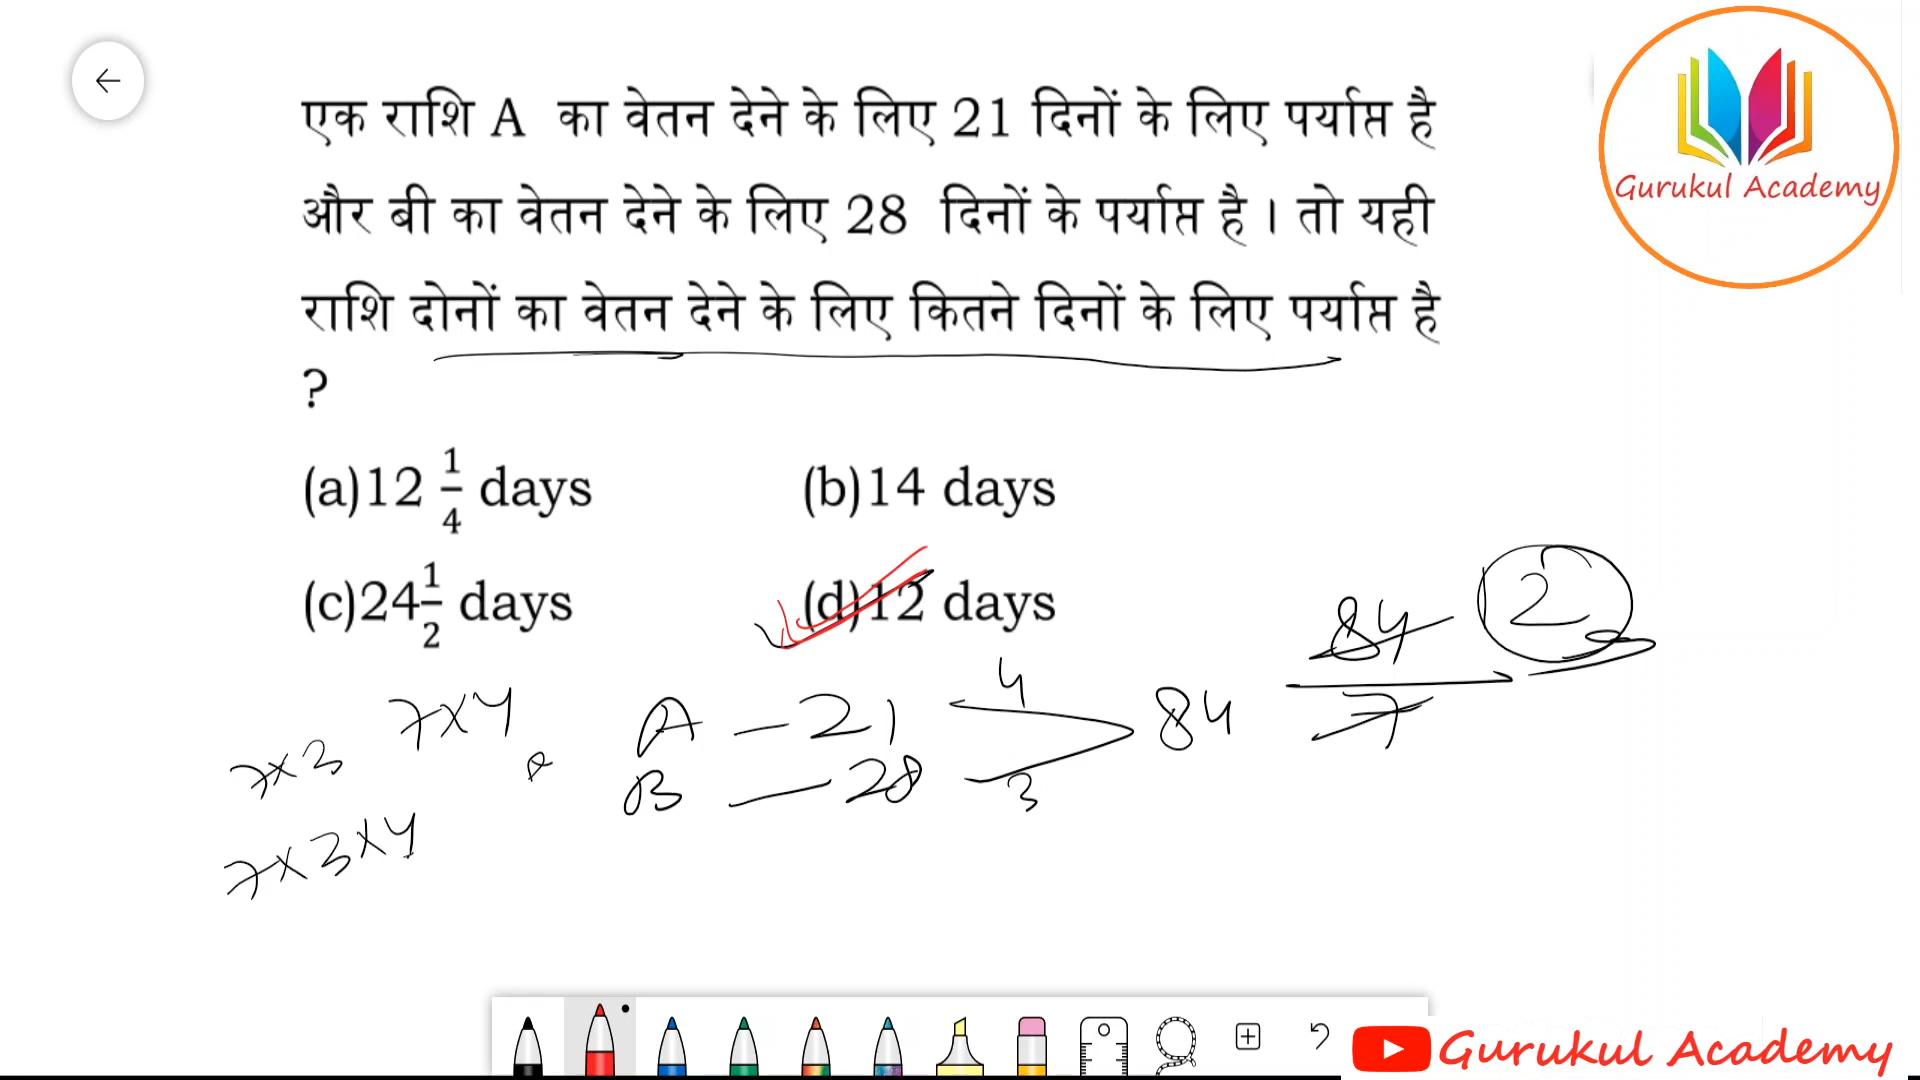 एक राशि A का वेतन देने के लिए 21 दिनों के लिए पर्याप्त है
और बी का वेतन देने के लिए 28 दिनों के पर्याप्त है । तो यही
राशि दोनों का वेतन देने के लिए कितने दिनों के लिए पर्याप्त है
?
(a)12 1/4 days (b)14 days
(c)24 1/2 days (d)12 days
Gurukul Academy
7×3 7×4
7×3×4
A - 21 4
B - 28 3
84
84
7
Gurukul Academy